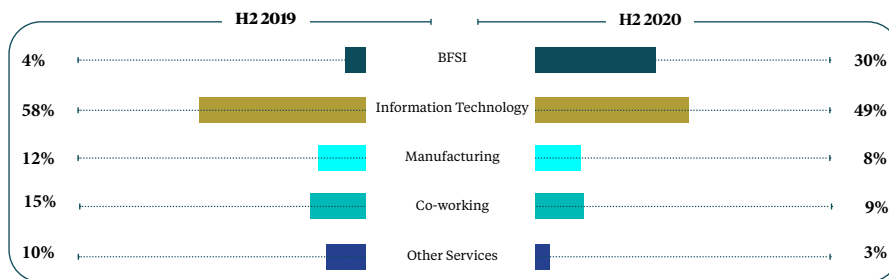 H2 2019 H2 2020
4% BFSI 30%
58% Information Technology 49%
12% Manufacturing 8%
15% Co-working 9%
10% Other Services 3%